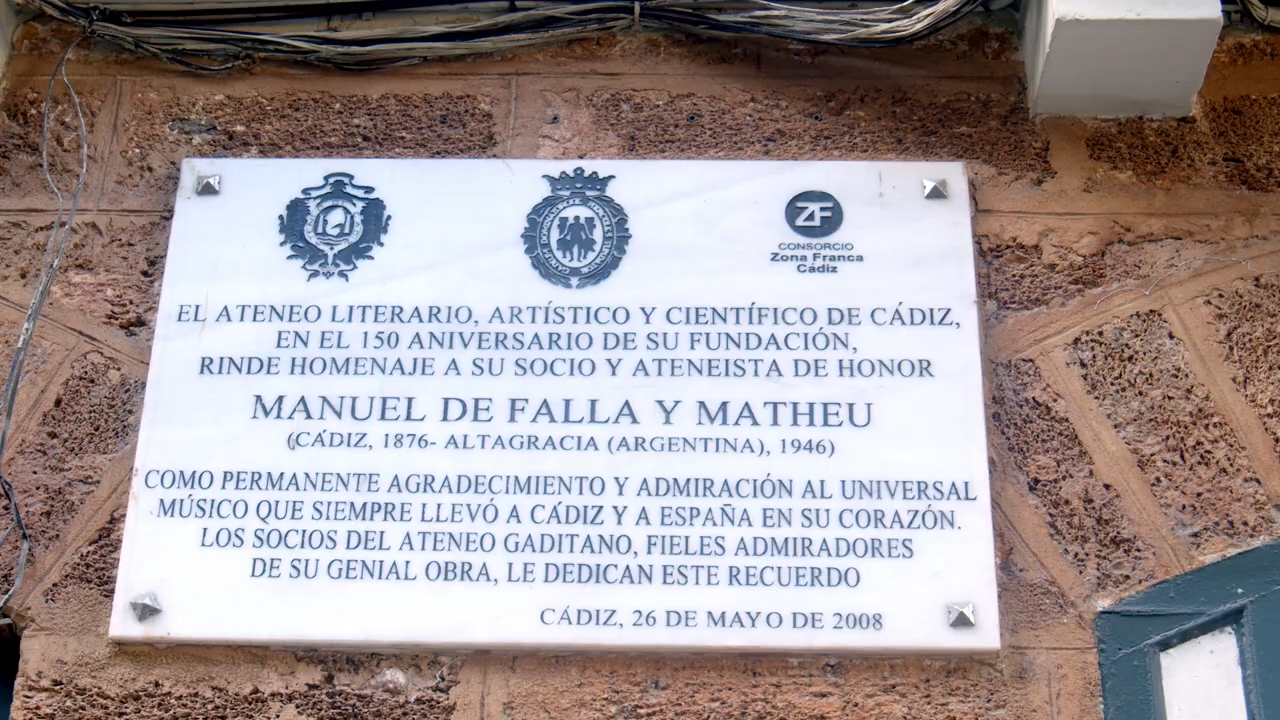 ZF
CONSORCIO
Zona Franca
Cádiz
EL ATENEO LITERARIO, ARTÍSTICO Y CIENTÍFICO DE CÁDIZ,
EN EL 150 ANIVERSARIO DE SU FUNDACIÓN,
RINDE HOMENAJE A SU SOCIO Y ATENEISTA DE HONOR
MANUEL DE FALLA Y MATHEU
(CÁDIZ, 1876- ALTAGRACIA (ARGENTINA), 1946)
COMO PERMANENTE AGRADECIMIENTO Y ADMIRACIÓN AL UNIVERSAL
MÚSICO QUE SIEMPRE LLEVÓ A CÁDIZ Y A ESPAÑA EN SU CORAZÓN.
LOS SOCIOS DEL ATENEO GADITANO, FIELES ADMIRADORES
DE SU GENIAL OBRA, LE DEDICAN ESTE RECUERDO
CÁDIZ, 26 DE MAYO DE 2008